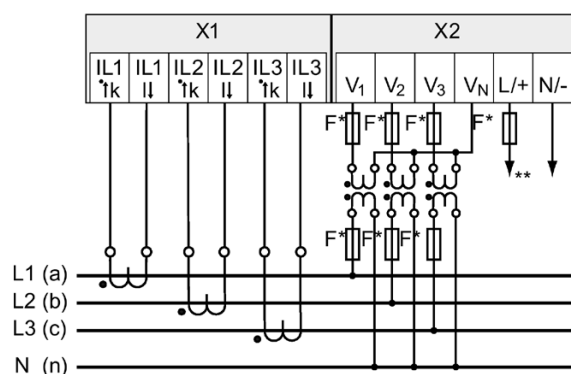 X1 X2
IL1 IL1 IL2 IL2 IL3 IL3 V1 V2 V3 VN L/+ N/-
↑k l↓ ↑k l↓ ↑k l↓
F* F* F* F*
**
F* F* F*
L1 (a)
L2 (b)
L3 (c)
N (n)